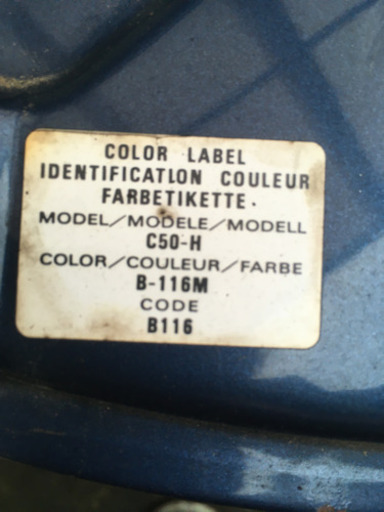 COLOR LABEL
IDENTIFICATION COULEUR
FARBETIKETTE.
MODEL/MODELE/MODELL
C50-H
COLOR/COULEUR/FARBE
B-116M
CODE
B116